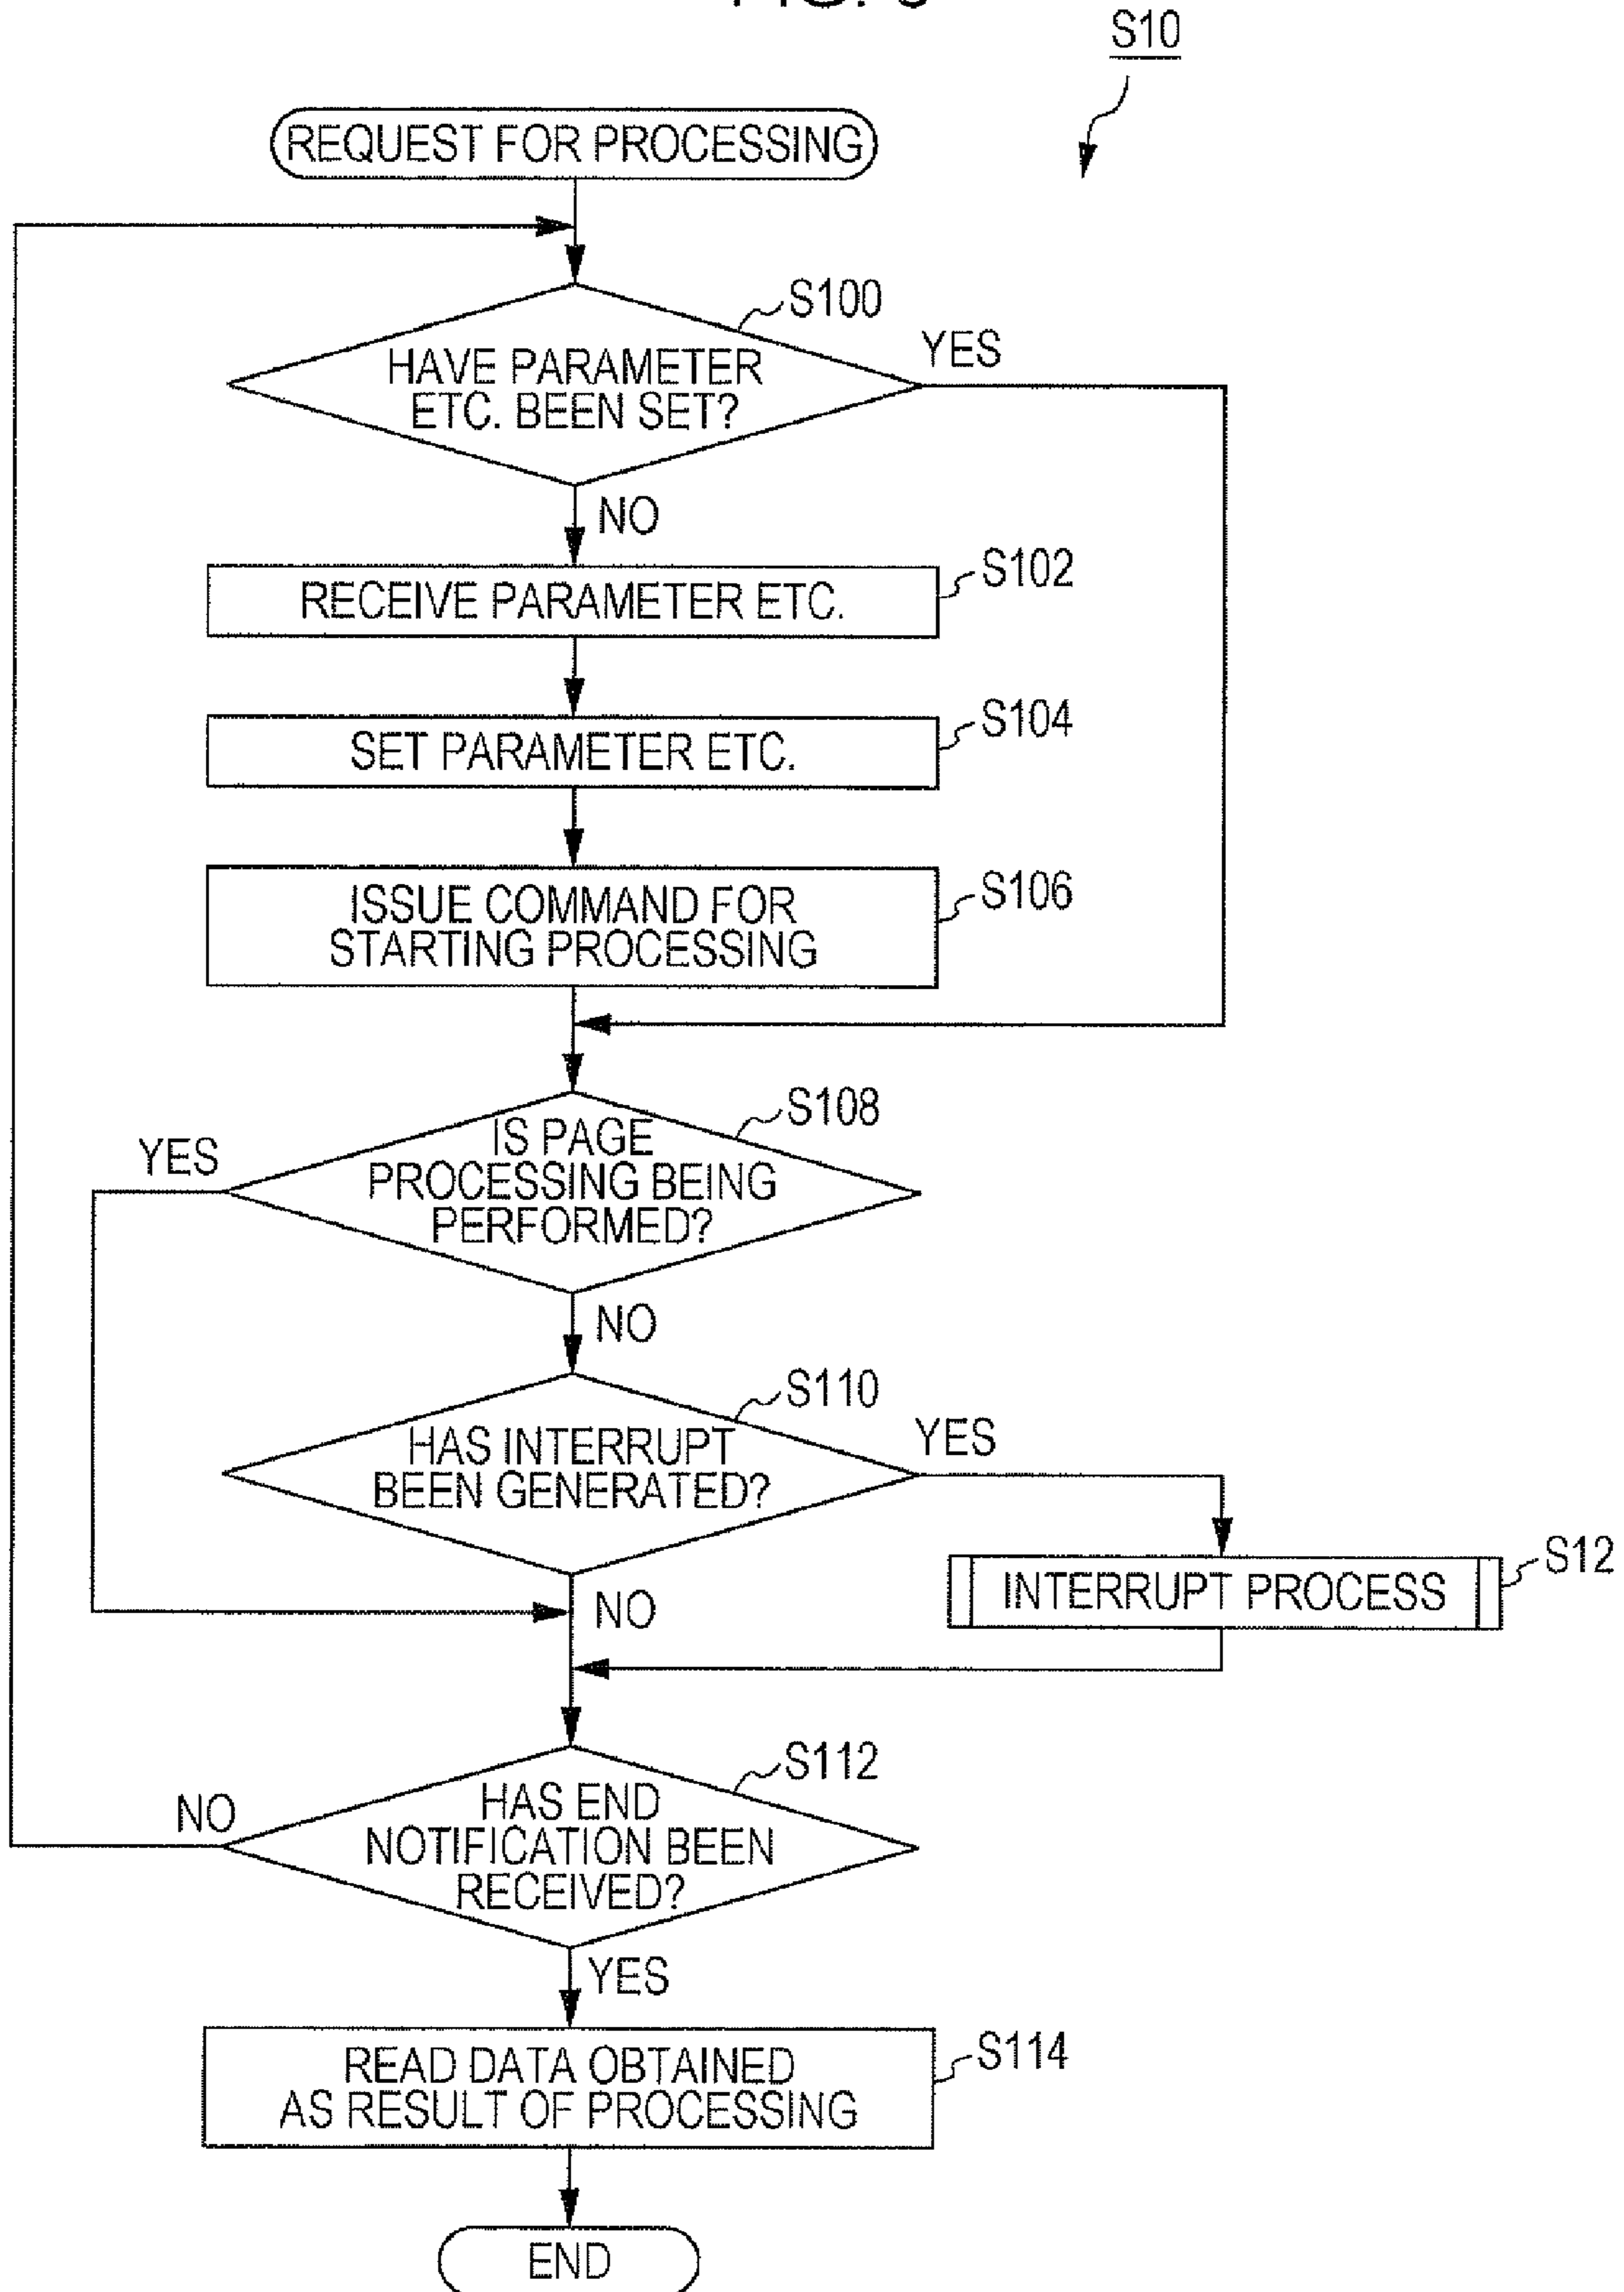 S10
REQUEST FOR PROCESSING
S100
HAVE PARAMETER
ETC. BEEN SET?
YES
NO
S102
RECEIVE PARAMETER ETC.
S104
SET PARAMETER ETC.
S106
ISSUE COMMAND FOR
STARTING PROCESSING
S108
IS PAGE
PROCESSING BEING
PERFORMED?
YES
NO
S110
HAS INTERRUPT
BEEN GENERATED?
YES
S12
INTERRUPT PROCESS
NO
S112
HAS END
NOTIFICATION BEEN
RECEIVED?
NO
YES
S114
READ DATA OBTAINED
AS RESULT OF PROCESSING
END